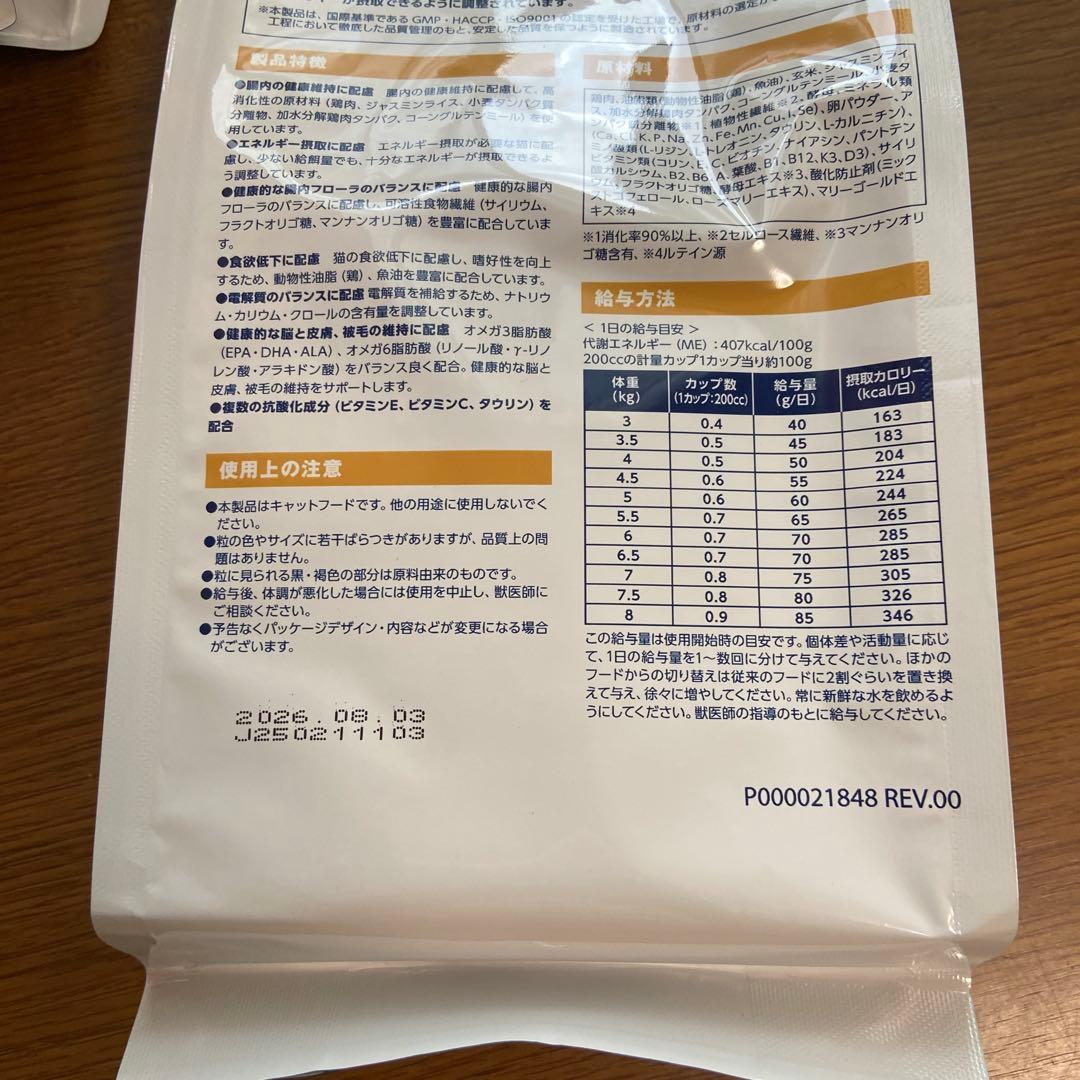 が摂取できるように調整されています。
※本製品は、国際基準であるGMP・HACCP・ISO9001の認定を受けた工場で、原材料の選定から
工程において徹底した品質管理のもと、安定した品質を保つように製造されています。
製品特徴
●腸内の健康維持に配慮 腸内の健康維持に配慮して、高
消化性の原材料（鶏肉、ジャスミンライス、小麦タンパク質
分離物、加水分解鶏肉タンパク、コーングルテンミール）を使
用しています。
●エネルギー摂取に配慮 エネルギー摂取が必要な猫に配
慮し、少ない給餌量でも、十分なエネルギーが摂取できるよ
う調整しています。
●健康的な腸内フローラのバランスに配慮 健康的な腸内
フローラのバランスに配慮し、可溶性食物繊維（サイリウム、
フラクトオリゴ糖、マンナンオリゴ糖）を豊富に配合していま
す。
●食欲低下に配慮 猫の食欲低下に配慮し、嗜好性を向上
するため、動物性油脂（鶏）、魚油を豊富に配合しています。
●電解質のバランスに配慮 電解質を補給するため、ナトリウ
ム・カリウム・クロールの含有量を調整しています。
●健康的な脳と皮膚、被毛の維持に配慮 オメガ3脂肪酸
（EPA・DHA・ALA）、オメガ6脂肪酸（リノール酸・γ-リノ
レン酸・アラキドン酸）をバランス良く配合。健康的な脳と
皮膚、被毛の維持をサポートします。
●複数の抗酸化成分（ビタミンE、ビタミンC、タウリン）を
配合
使用上の注意
●本製品はキャットフードです。他の用途に使用しないでく
ださい。
●粒の色やサイズに若干ばらつきがありますが、品質上の問
題はありません。
●粒に見られる黒・褐色の部分は原料由来のものです。
●給与後、体調が悪化した場合には使用を中止し、獣医師に
ご相談ください。
●予告なくパッケージデザイン・内容などが変更になる場合
がございます。
2026.08.03
J250211103
原材料
鶏肉、油脂類（動物性油脂（鶏）、魚油）、玄米、ジャスミンライ
ス、加水分解鶏肉タンパク、コーングルテンミール、小麦タ
ンパク質分離物※1、植物性繊維※2、酵母、ミネラル類
（Ca、Cl、K、P、Na、Zn、Fe、Mn、Cu、I、Se）、卵パウダー、ア
ミノ酸類（L-リジン、L-トレオニン、タウリン、L-カルニチン）、
ビタミン類（コリン、E、C、ビオチン、ナイアシン、パントテン
酸カルシウム、B2、B6、A、葉酸、B1、B12、K3、D3）、サイリ
ウム、フラクトオリゴ糖、酵母エキス※3、酸化防止剤（ミック
ストコフェロール、ローズマリーエキス）、マリーゴールドエ
キス※4
※1消化率90%以上、※2セルロース繊維、※3マンナンオリ
ゴ糖含有、※4ルテイン源
給与方法
＜ 1日の給与目安 ＞
代謝エネルギー（ME）：407kcal/100g
200ccの計量カップ1カップ当り約100g
体重 カップ数 給与量 摂取カロリー
（kg） （1カップ：200cc） （g/日） （kcal/日）
3 0.4 40 163
3.5 0.5 45 183
4 0.5 50 204
4.5 0.6 55 224
5 0.6 60 244
5.5 0.7 65 265
6 0.7 70 285
6.5 0.7 70 285
7 0.8 75 305
7.5 0.8 80 326
8 0.9 85 346
この給与量は使用開始時の目安です。個体差や活動量に応じ
て、1日の給与量を1～数回に分けて与えてください。ほかの
フードからの切り替えは従来のフードに2割ぐらいを置き換
えて与え、徐々に増やしてください。常に新鮮な水を飲めるよ
うにしてください。獣医師の指導のもとに給与してください。
P000021848 REV.00